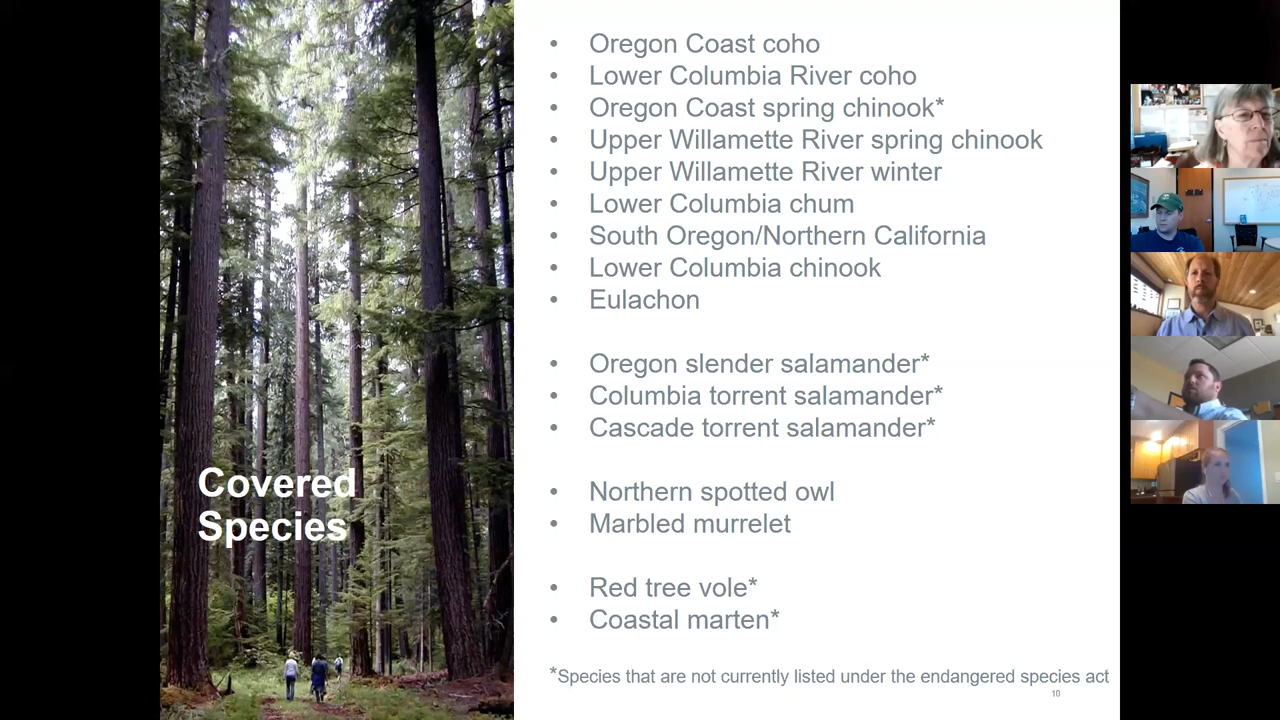 Covered
Species
• Oregon Coast coho
• Lower Columbia River coho
• Oregon Coast spring chinook*
• Upper Willamette River spring chinook
• Upper Willamette River winter
• Lower Columbia chum
• South Oregon/Northern California
• Lower Columbia chinook
• Eulachon
• Oregon slender salamander*
• Columbia torrent salamander*
• Cascade torrent salamander*
• Northern spotted owl
• Marbled murrelet
• Red tree vole*
• Coastal marten*
*Species that are not currently listed under the endangered species act
10